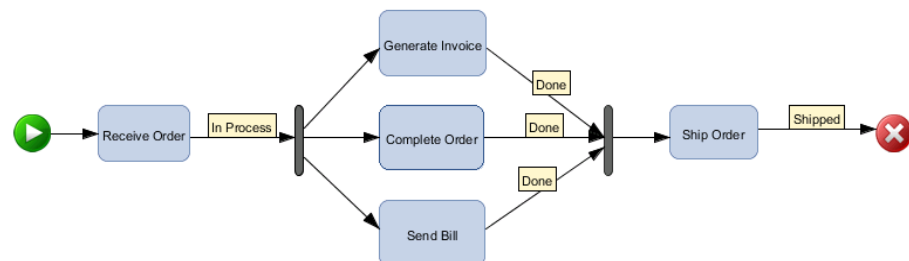 Generate Invoice
Done
Receive Order
In Process
Complete Order
Done
Ship Order
Shipped
Done
Send Bill